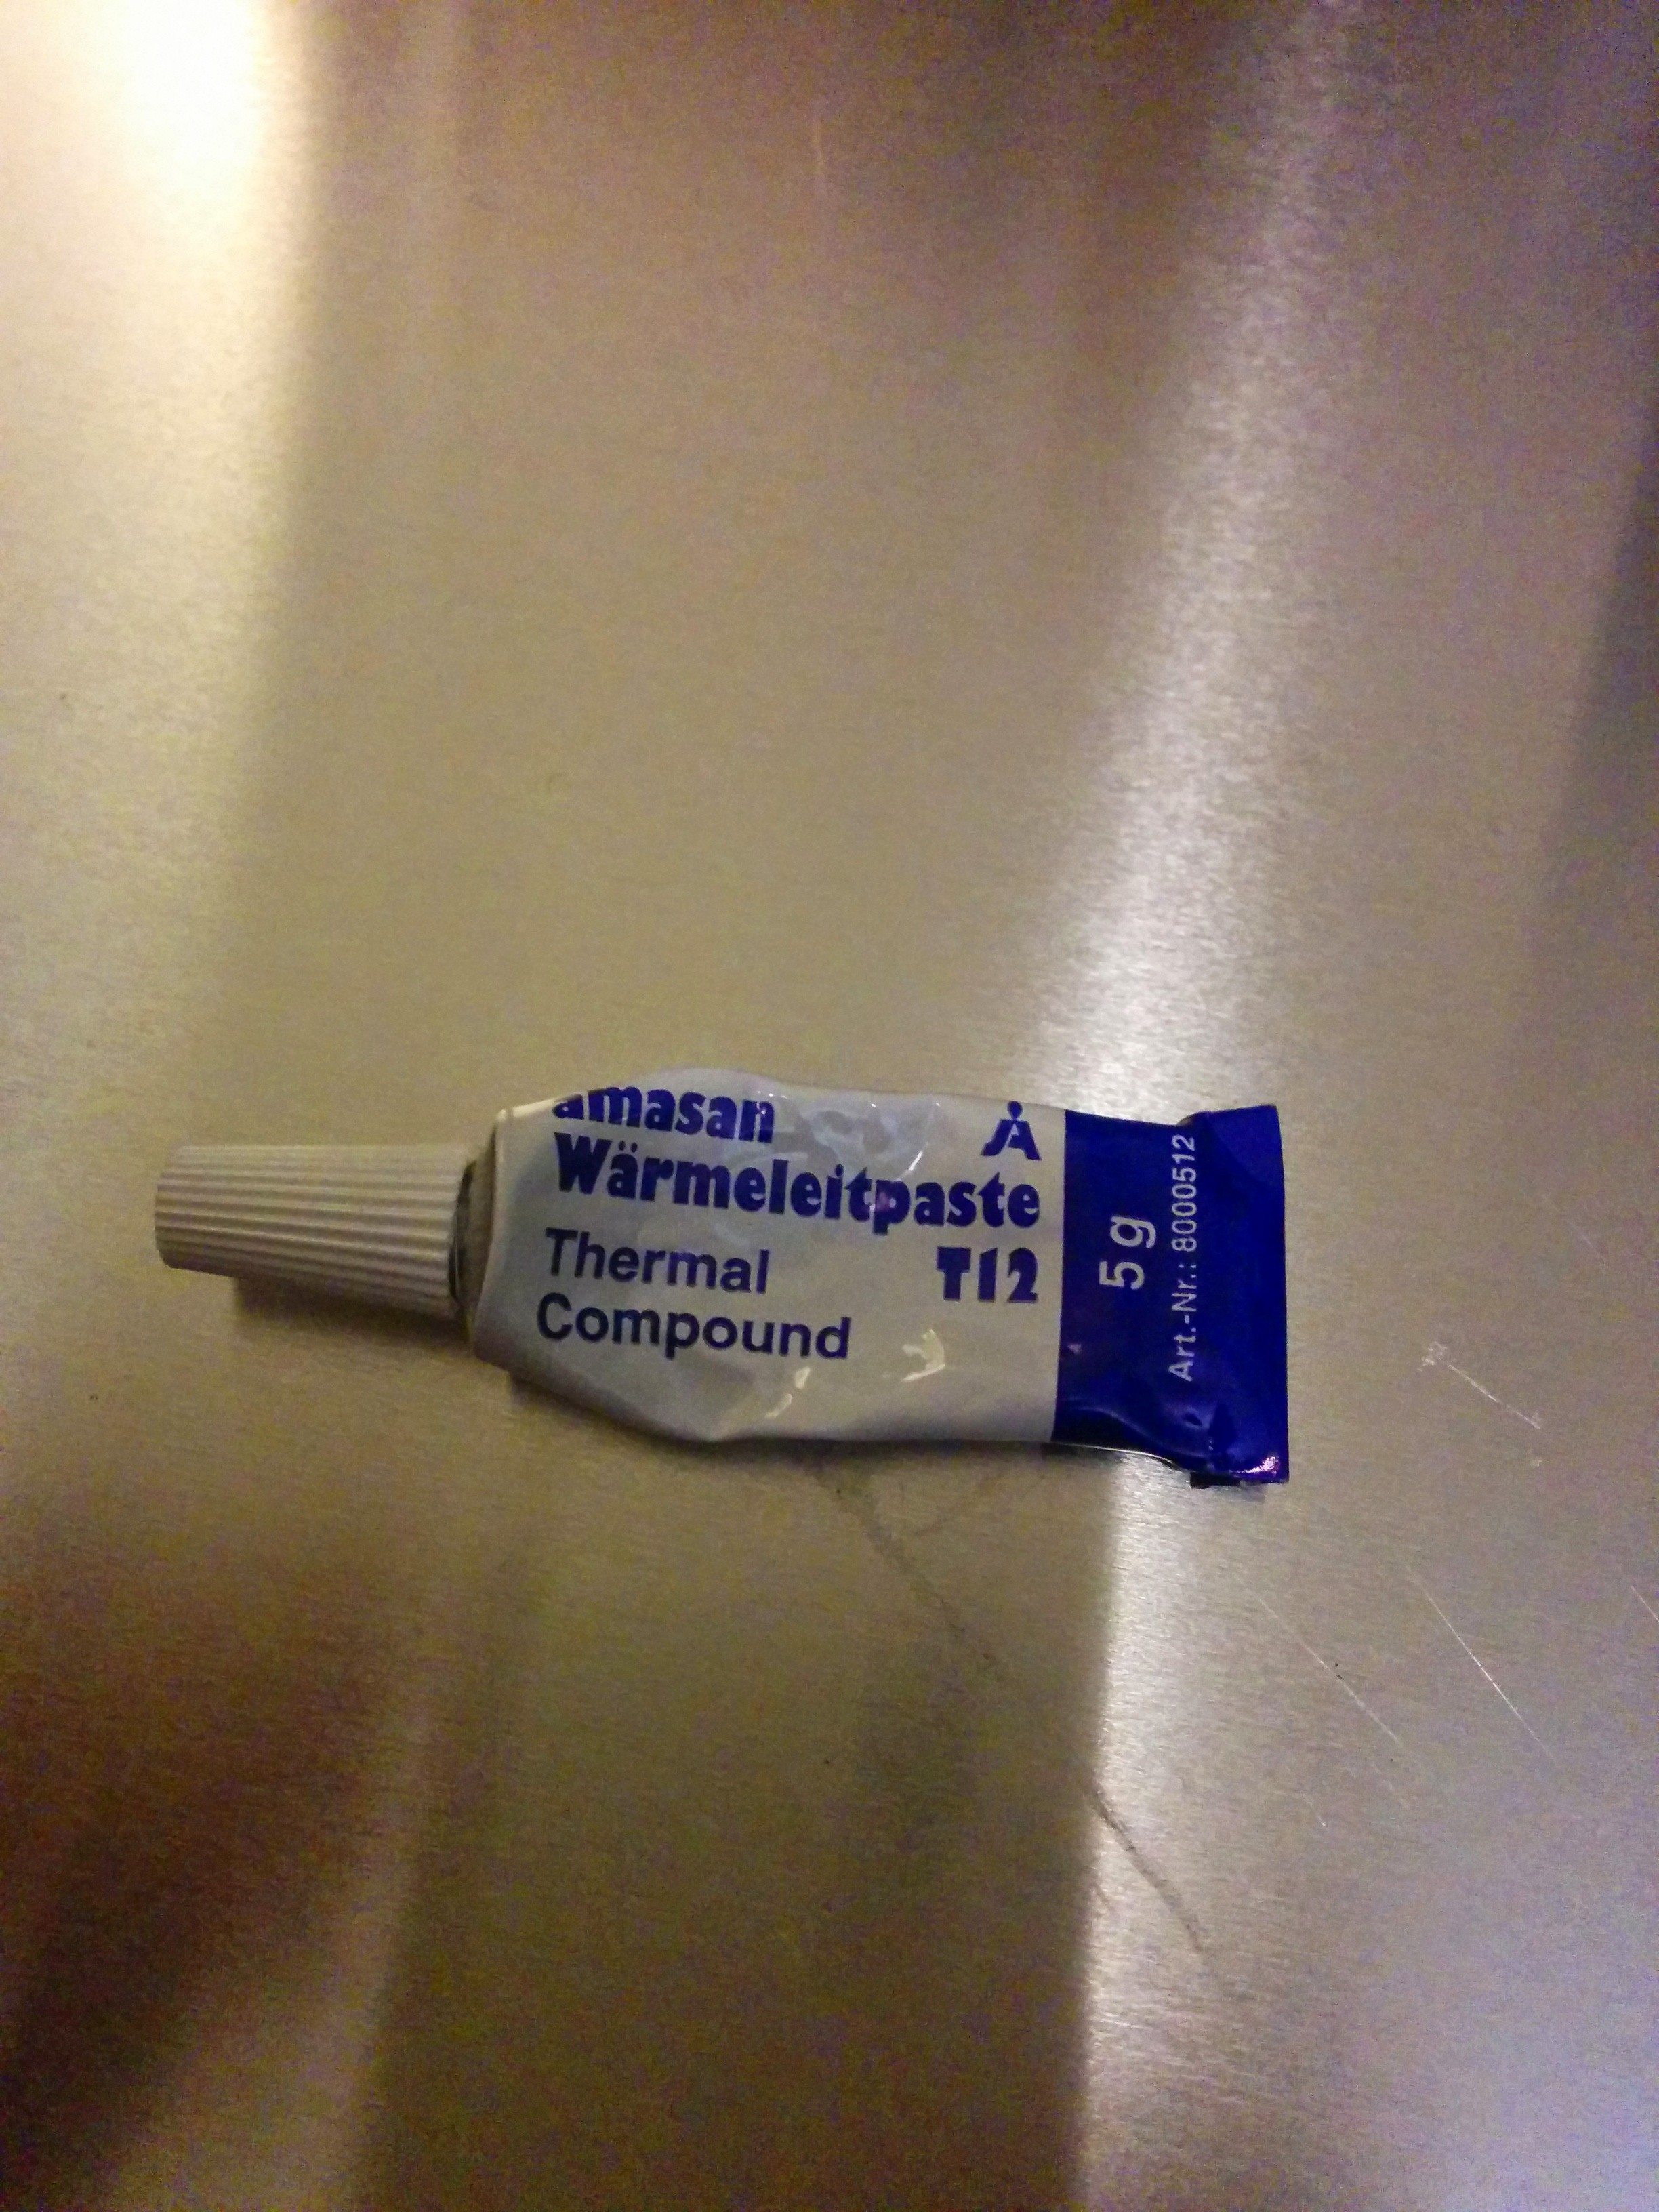 amasan
Wärmeleitpaste
Thermal T12
Compound
5 g
Art.-Nr.: 8000512